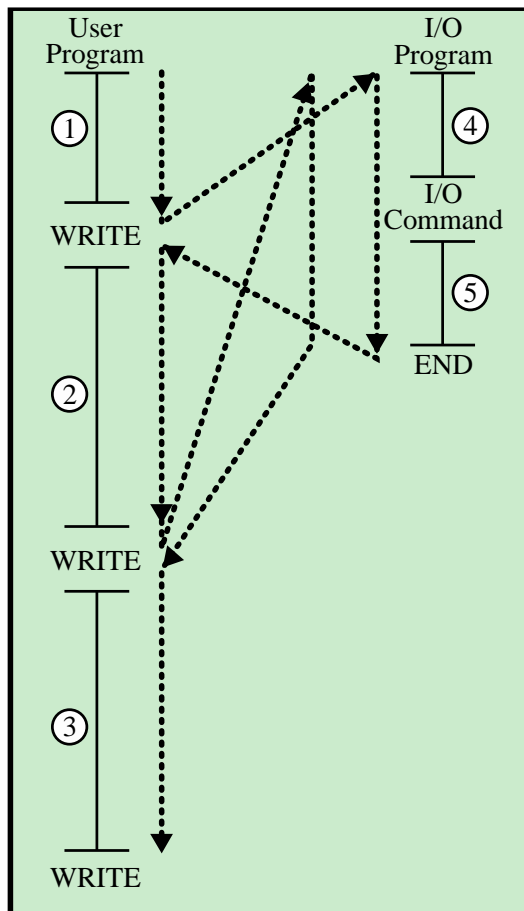 User
Program
1
WRITE
2
WRITE
3
WRITE
I/O
Program
4
I/O
Command
5
END